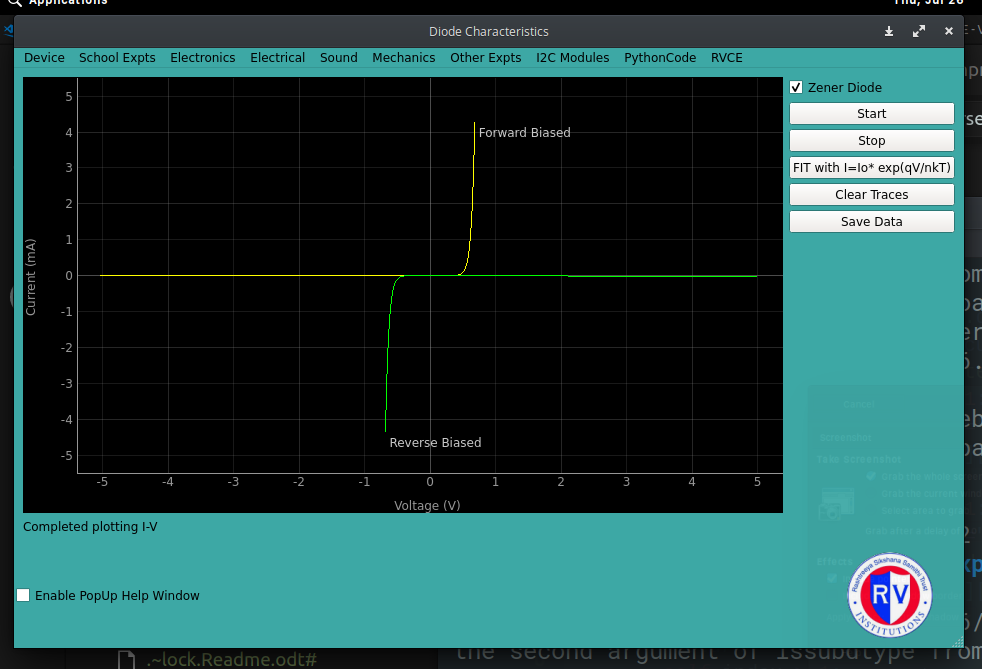 Applications
Thu, Jul 26
Diode Characteristics
Device School Expts Electronics Electrical Sound Mechanics Other Expts I2C Modules PythonCode RVCE
Zener Diode
Start
Stop
FIT with I=Io* exp(qV/nkT)
Clear Traces
Save Data
5
4
3
2
1
0
-1
-2
-3
-4
-5
Current (mA)
Forward Biased
Reverse Biased
-5 -4 -3 -2 -1 0 1 2 3 4 5
Voltage (V)
Completed plotting I-V
Take Screenshot
Enable PopUp Help Window
Rashtreeya Sikshana Samithi Trust
RV
INSTITUTIONS
.~lock.Readme.odt#
the second argument of issubdtype from